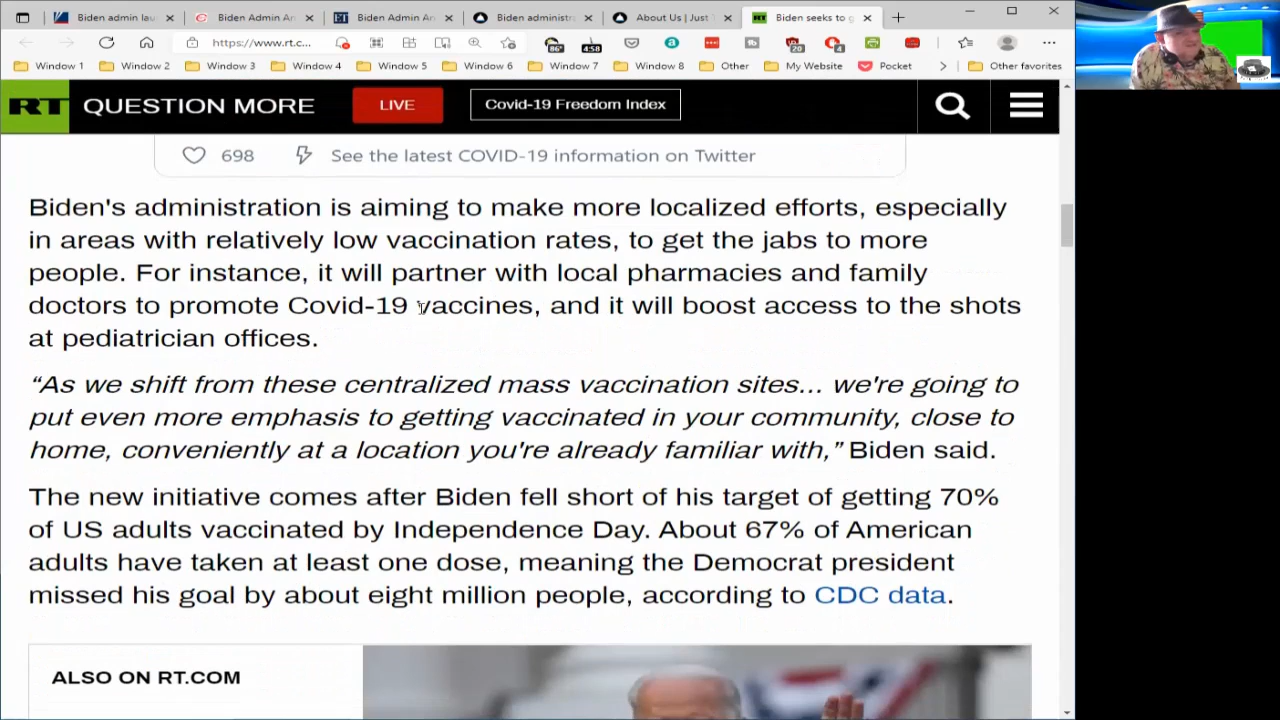 Biden admin lau
Biden Admin An
Biden Admin An
Biden administr
About Us | Just
Biden seeks to g
https://www.rt.c...
86°
4:58
20
4
Window 1
Window 2
Window 3
Window 4
Window 5
Window 6
Window 7
Window 8
Other
My Website
Pocket
Other favorites
RT
QUESTION MORE
LIVE
Covid-19 Freedom Index
698
See the latest COVID-19 information on Twitter
Biden's administration is aiming to make more localized efforts, especially
in areas with relatively low vaccination rates, to get the jabs to more
people. For instance, it will partner with local pharmacies and family
doctors to promote Covid-19 vaccines, and it will boost access to the shots
at pediatrician offices.
“As we shift from these centralized mass vaccination sites... we're going to
put even more emphasis to getting vaccinated in your community, close to
home, conveniently at a location you're already familiar with,” Biden said.
The new initiative comes after Biden fell short of his target of getting 70%
of US adults vaccinated by Independence Day. About 67% of American
adults have taken at least one dose, meaning the Democrat president
missed his goal by about eight million people, according to CDC data.
ALSO ON RT.COM